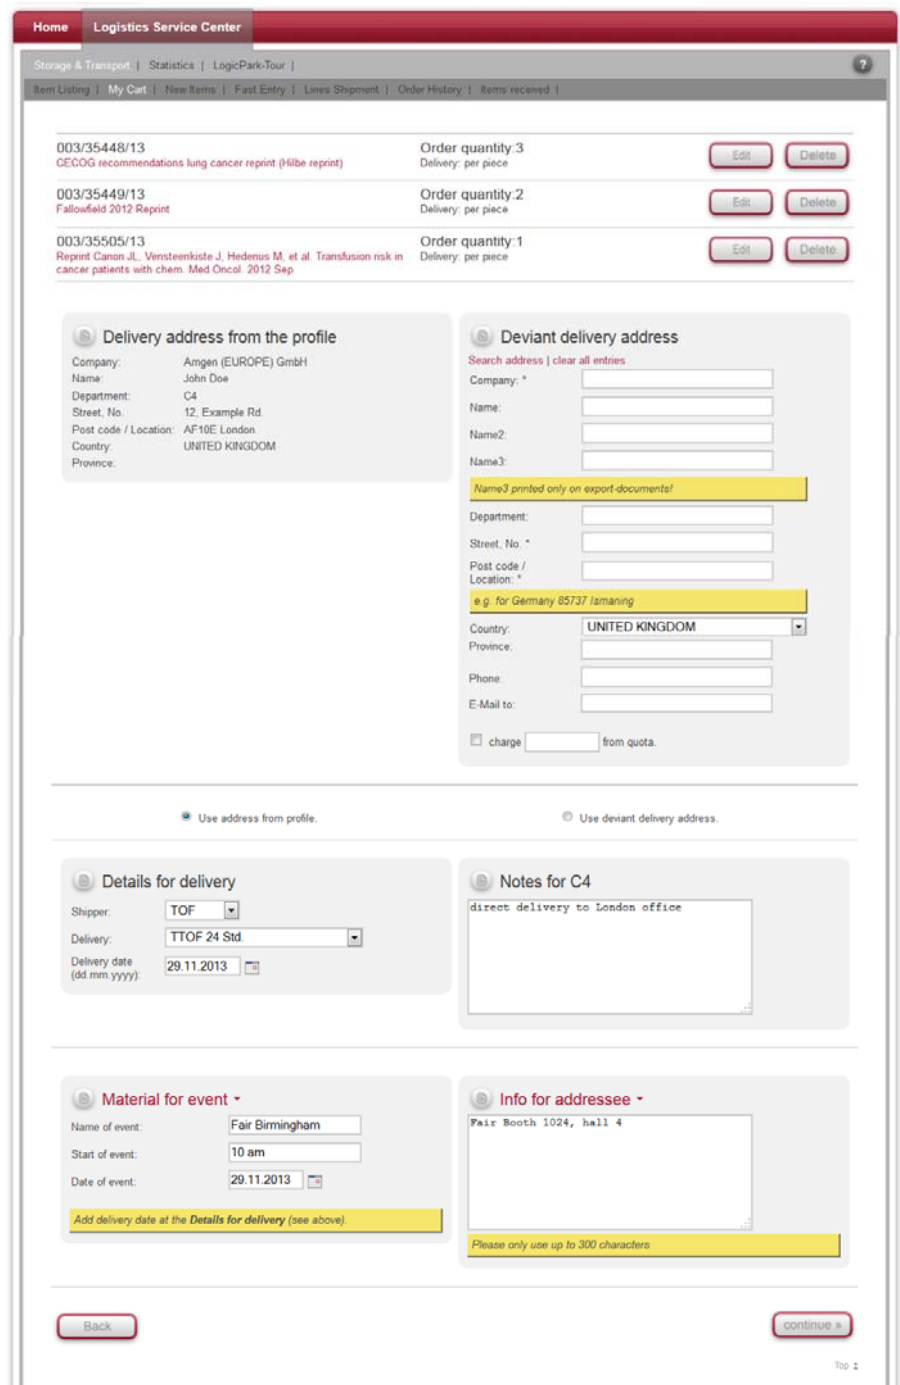 Home Logistics Service Center
Storage & Transport | Statistics | LogicPark-Tour |
?
Item Listing | My Cart | New Items | Fast Entry | Lines Shipment | Order History | Items received |
003/35448/13 Order quantity:3
CECOG recommendations lung cancer reprint (Hilbe reprint) Delivery: per piece
Edit Delete
003/35449/13 Order quantity:2
Fallowfield 2012 Reprint Delivery: per piece
Edit Delete
003/35505/13 Order quantity:1
Reprint Canon JL, Vensteenkiste J, Hedenus M, et al. Transfusion risk in Delivery: per piece
cancer patients with chem. Med Oncol. 2012 Sep
Edit Delete
Delivery address from the profile
Company: Amgen (EUROPE) GmbH
Name: John Doe
Department: C4
Street, No. 12, Example Rd.
Post code / Location: AF10E London
Country: UNITED KINGDOM
Province:
Deviant delivery address
Search address | clear all entries
Company: *
Name:
Name2:
Name3:
Name3 printed only on export-documents!
Department:
Street, No. *
Post code /
Location: *
e.g. for Germany 85737 Ismaning
Country: UNITED KINGDOM
Province:
Phone:
E-Mail to:
charge from quota.
Use address from profile. Use deviant delivery address.
Details for delivery
Shipper: TOF
Delivery: TTOF 24 Std.
Delivery date
(dd.mm.yyyy): 29.11.2013
Notes for C4
direct delivery to London office
Material for event
Name of event: Fair Birmingham
Start of event: 10 am
Date of event: 29.11.2013
Add delivery date at the Details for delivery (see above).
Info for addressee
Fair Booth 1024, hall 4
Please only use up to 300 characters
Back continue »
Top